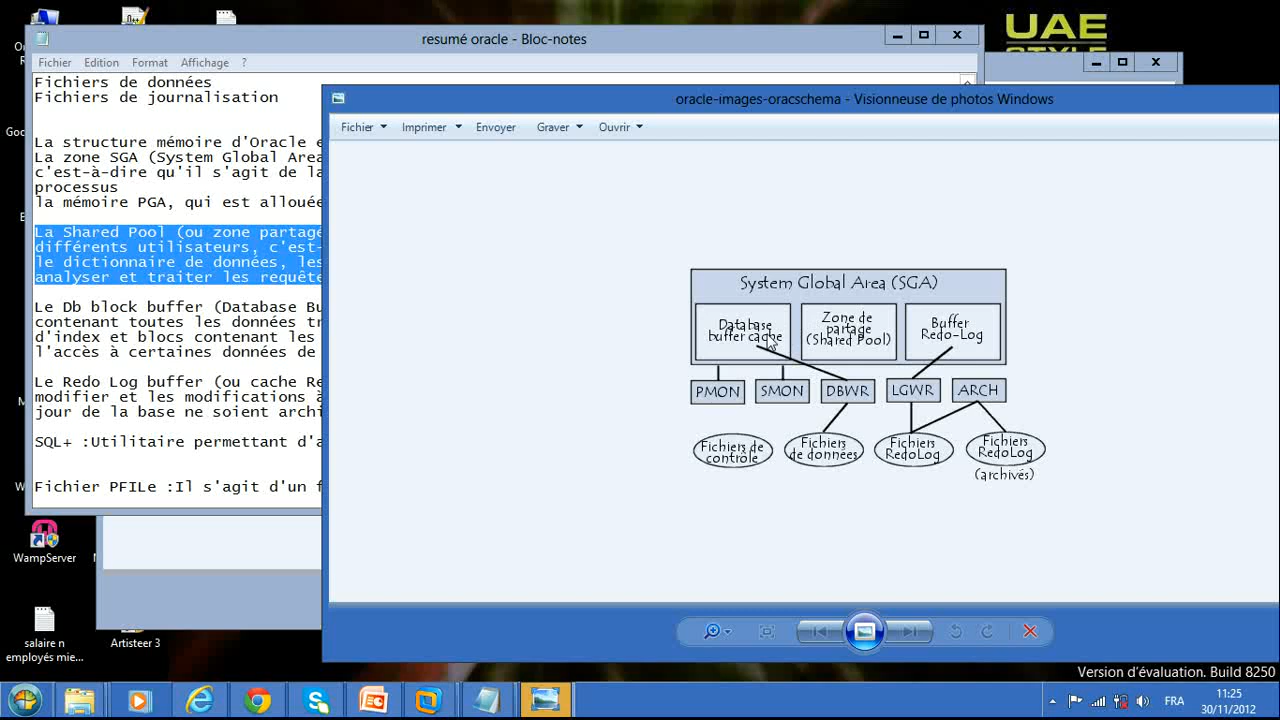 UAE
STYLE
resumé oracle - Bloc-notes
Fichier Edition Format Affichage ?
Fichiers de données
Fichiers de journalisation
La structure mémoire d'Oracle e
La zone SGA (System Global Area
c'est-à-dire qu'il s'agit de la
processus
la mémoire PGA, qui est allouée
La Shared Pool (ou zone partagé
différents utilisateurs, c'est-
le dictionnaire de données, les
analyser et traiter les requête
Le Db block buffer (Database Bu
contenant toutes les données tr
d'index et blocs contenant les
l'accès à certaines données de
Le Redo Log buffer (ou cache Re
modifier et les modifications à
jour de la base ne soient archi
SQL+ :Utilitaire permettant d'a
Fichier PFILe :Il s'agit d'un f
oracle-images-oracschema - Visionneuse de photos Windows
Fichier Imprimer Envoyer Graver Ouvrir
System Global Area (SGA)
Database
buffer cache
Zone de
partage
(Shared Pool)
Buffer
Redo-Log
PMON SMON DBWR LGWR ARCH
Fichiers de
contrôle
Fichiers
de données
Fichiers
RedoLog
Fichiers
RedoLog
(archivés)
WampServer
salaire n
employés mie...
Artisteer 3
Version d'évaluation. Build 8250
FRA
11:25
30/11/2012